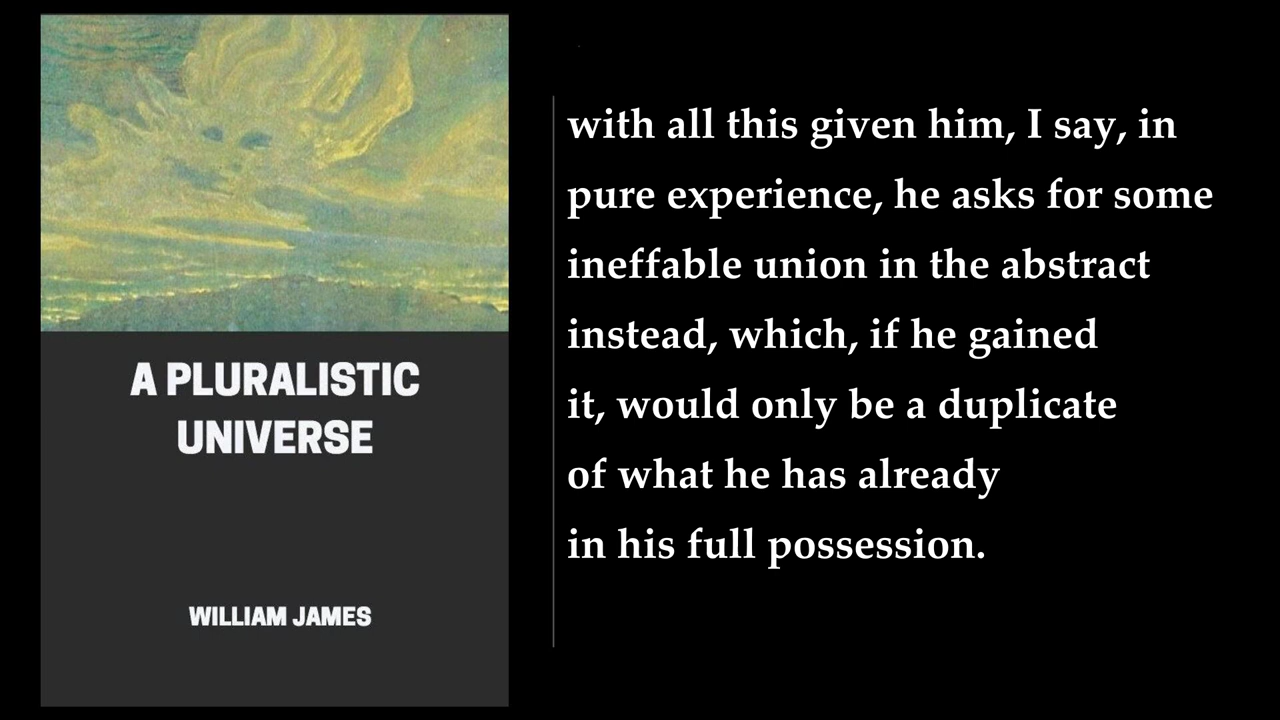 A PLURALISTIC
UNIVERSE
WILLIAM JAMES
with all this given him, I say, in
pure experience, he asks for some
ineffable union in the abstract
instead, which, if he gained
it, would only be a duplicate
of what he has already
in his full possession.